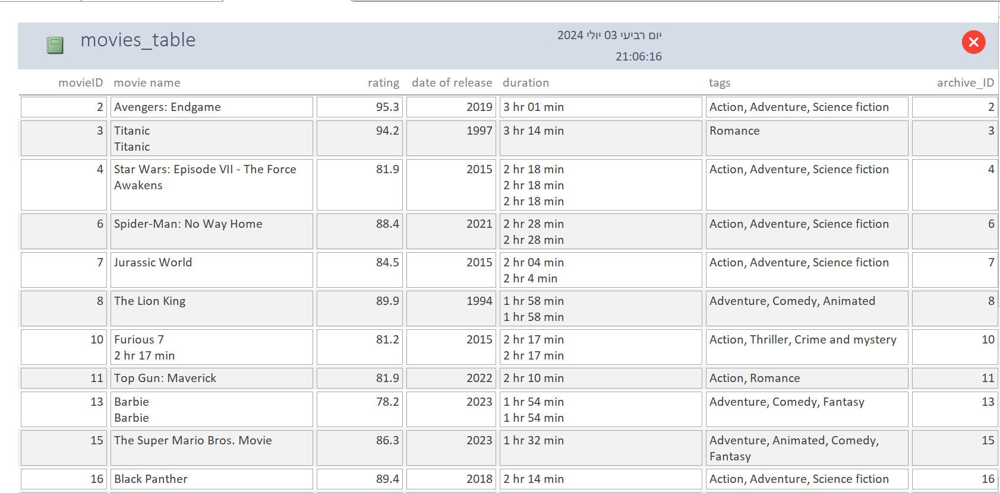 movies_table
יום רביעי 03 יולי 2024
21:06:16
movieID movie name rating date of release duration tags archive_ID
2 Avengers: Endgame 95.3 2019 3 hr 01 min Action, Adventure, Science fiction 2
3 Titanic 94.2 1997 3 hr 14 min Romance 3
Titanic
4 Star Wars: Episode VII - The Force 81.9 2015 2 hr 18 min Action, Adventure, Science fiction 4
Awakens 2 hr 18 min
2 hr 18 min
6 Spider-Man: No Way Home 88.4 2021 2 hr 28 min Action, Adventure, Science fiction 6
2 hr 28 min
7 Jurassic World 84.5 2015 2 hr 04 min Action, Adventure, Science fiction 7
2 hr 4 min
8 The Lion King 89.9 1994 1 hr 58 min Adventure, Comedy, Animated 8
1 hr 58 min
10 Furious 7 81.2 2015 2 hr 17 min Action, Thriller, Crime and mystery 10
2 hr 17 min 2 hr 17 min
11 Top Gun: Maverick 81.9 2022 2 hr 10 min Action, Romance 11
13 Barbie 78.2 2023 1 hr 54 min Adventure, Comedy, Fantasy 13
Barbie 1 hr 54 min
15 The Super Mario Bros. Movie 86.3 2023 1 hr 32 min Adventure, Animated, Comedy, 15
Fantasy
16 Black Panther 89.4 2018 2 hr 14 min Action, Adventure, Science fiction 16